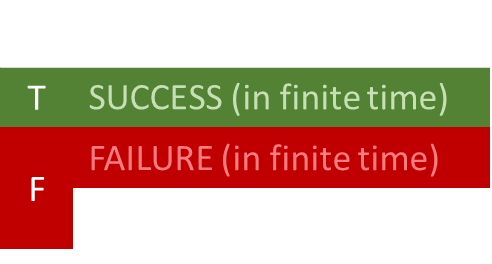 T SUCCESS (in finite time)
FAILURE (in finite time)
F